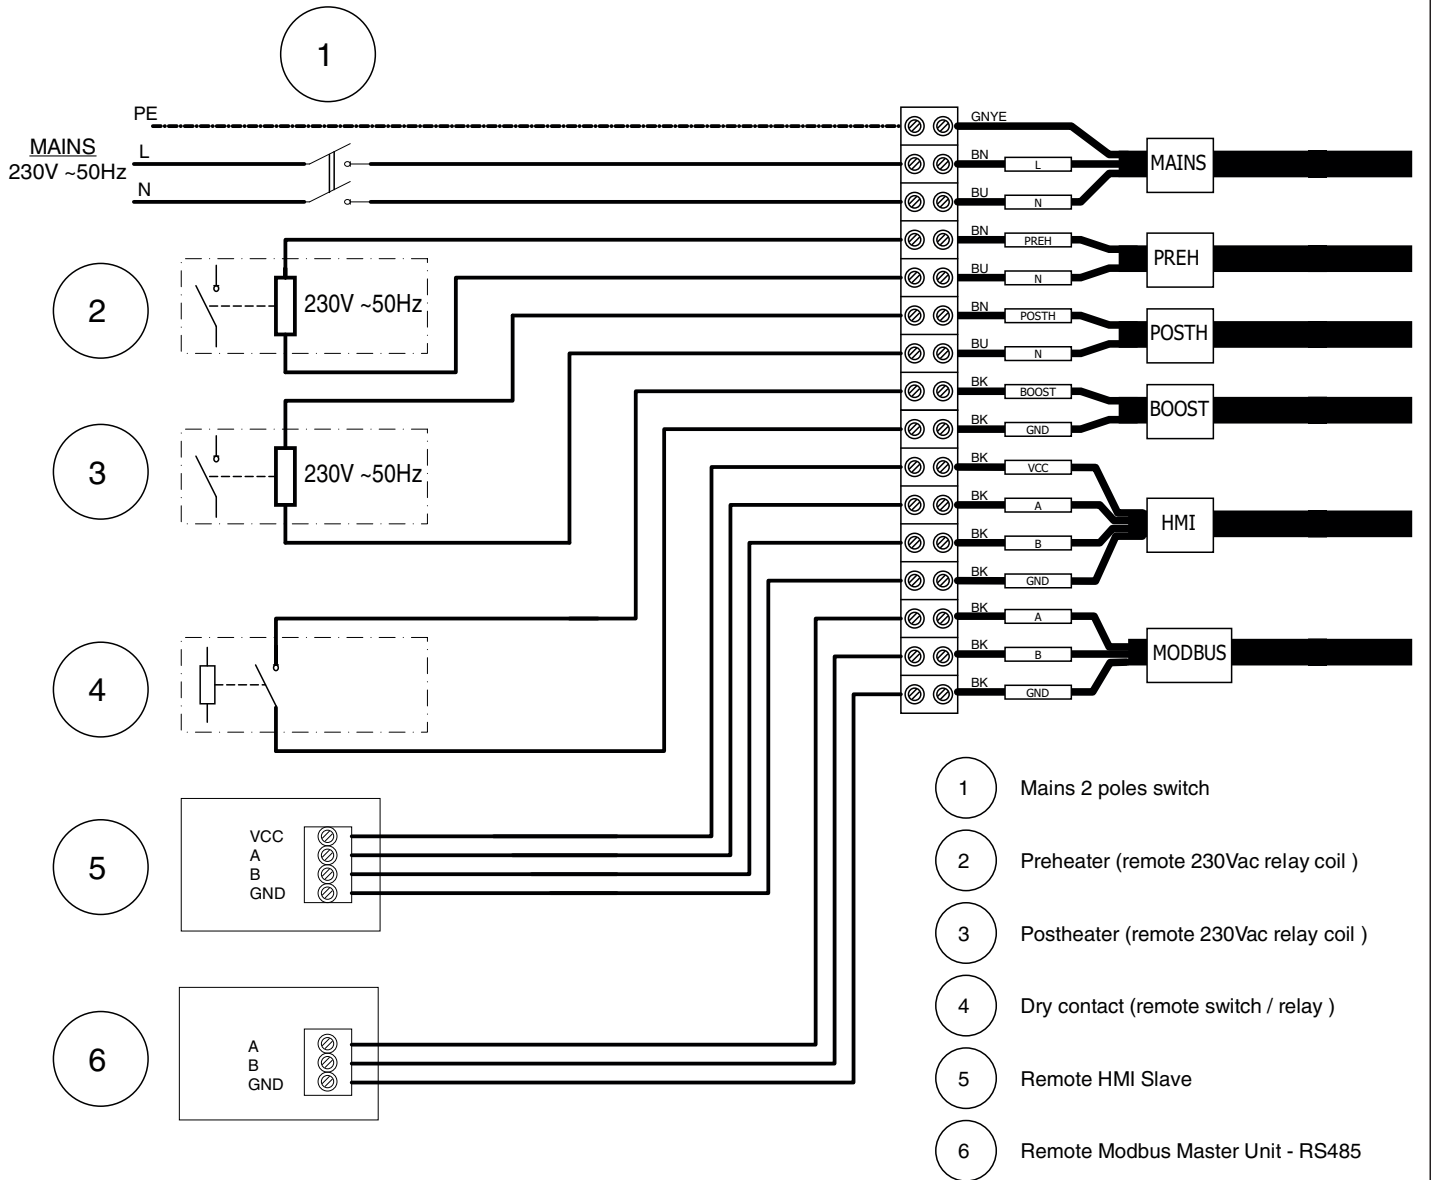 1
PE
MAINS
230V ~50Hz
L
N
GNYE
BN
L
BU
N
MAINS
BN
PREH
BU
N
PREH
BN
POSTH
BU
N
POSTH
BK
BOOST
BK
GND
BOOST
BK
VCC
BK
A
BK
B
BK
GND
HMI
BK
A
BK
B
BK
GND
MODBUS
2
230V ~50Hz
3
230V ~50Hz
4
5
VCC
A
B
GND
6
A
B
GND
1 Mains 2 poles switch
2 Preheater (remote 230Vac relay coil )
3 Postheater (remote 230Vac relay coil )
4 Dry contact (remote switch / relay )
5 Remote HMI Slave
6 Remote Modbus Master Unit - RS485